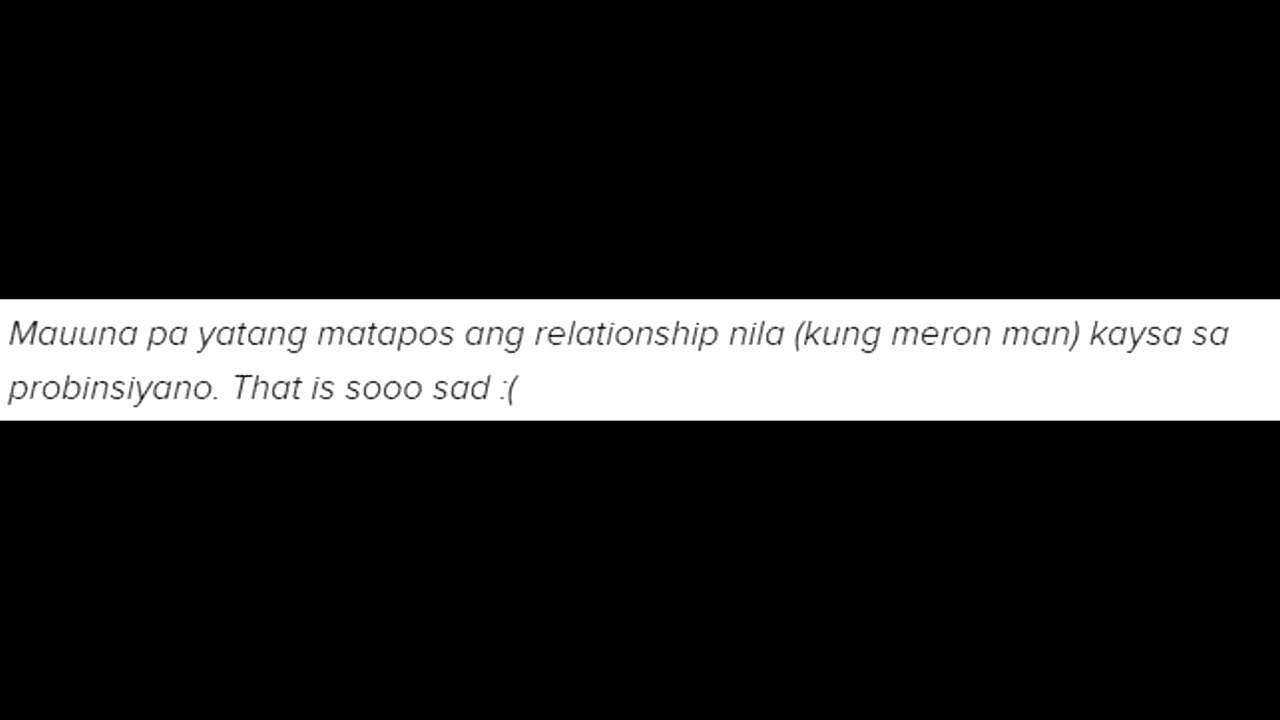 Mauuna pa yatang matapos ang relationship nila (kung meron man) kaysa sa
probinsiyano. That is sooo sad :(